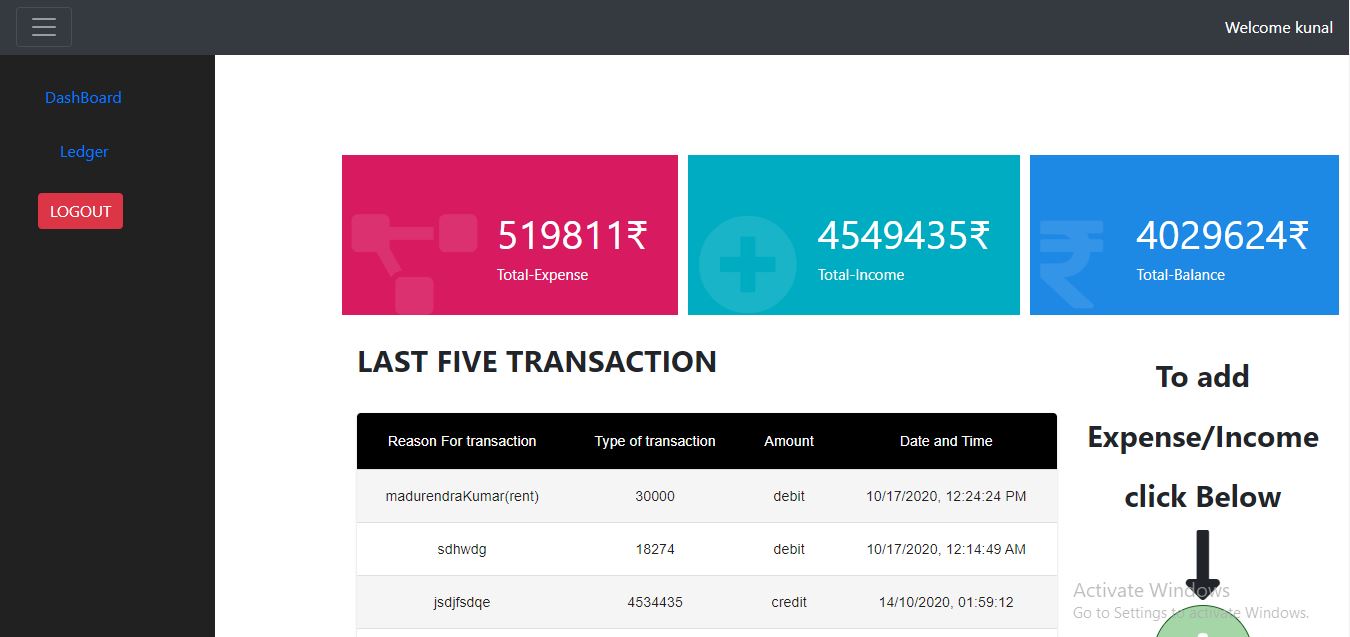 Welcome kunal
DashBoard
Ledger
LOGOUT
519811₹
Total-Expense
4549435₹
Total-Income
4029624₹
Total-Balance
LAST FIVE TRANSACTION
Reason For transaction Type of transaction Amount Date and Time
madurendraKumar(rent) 30000 debit 10/17/2020, 12:24:24 PM
sdhwdg 18274 debit 10/17/2020, 12:14:49 AM
jsdjfsdqe 4534435 credit 14/10/2020, 01:59:12
To add
Expense/Income
click Below
Activate Windows
Go to Settings to activate Windows.